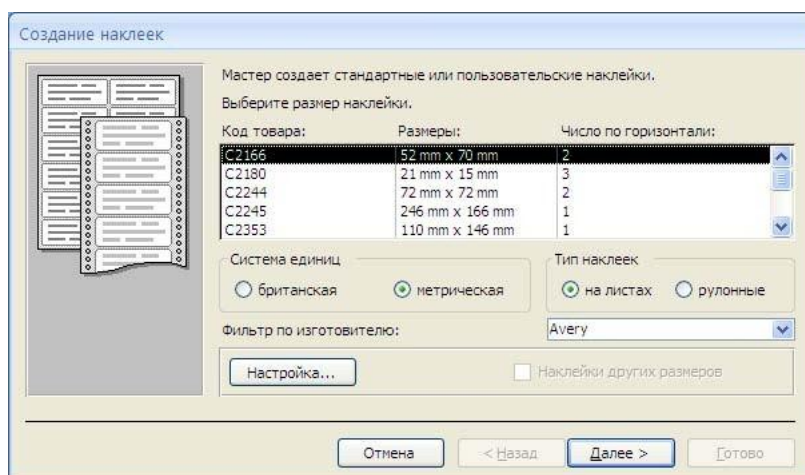 Создание наклеек
Мастер создает стандартные или пользовательские наклейки.
Выберите размер наклейки.
Код товара: Размеры: Число по горизонтали:
C2166 52 mm x 70 mm 2
C2180 21 mm x 15 mm 3
C2244 72 mm x 72 mm 2
C2245 246 mm x 166 mm 1
C2353 110 mm x 146 mm 1
Система единиц Тип наклеек
британская метрическая на листах рулонные
Фильтр по изготовителю: Avery
Настройка... Наклейки других размеров
Отмена < Назад Далее > Готово